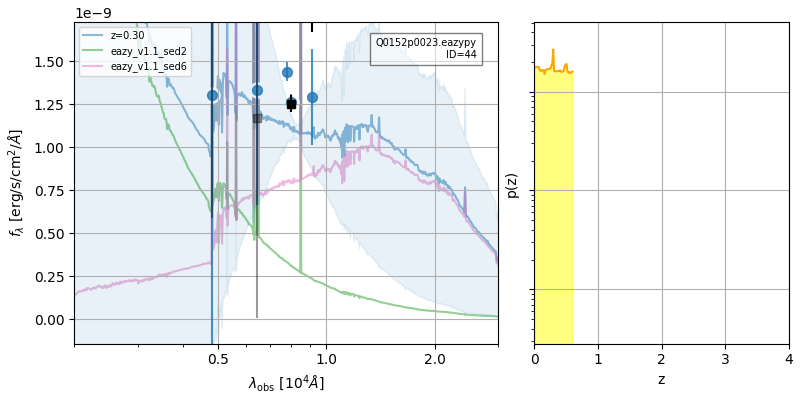 1e−9
z=0.30
eazy_v1.1_sed2
eazy_v1.1_sed6
Q0152p0023.eazypy
ID=44
1.50
1.25
1.00
0.75
0.50
0.25
0.00
f_λ [erg/s/cm²/Å]
0.5
1.0
2.0
λ_obs [10⁴Å]
p(z)
0
1
2
3
4
z